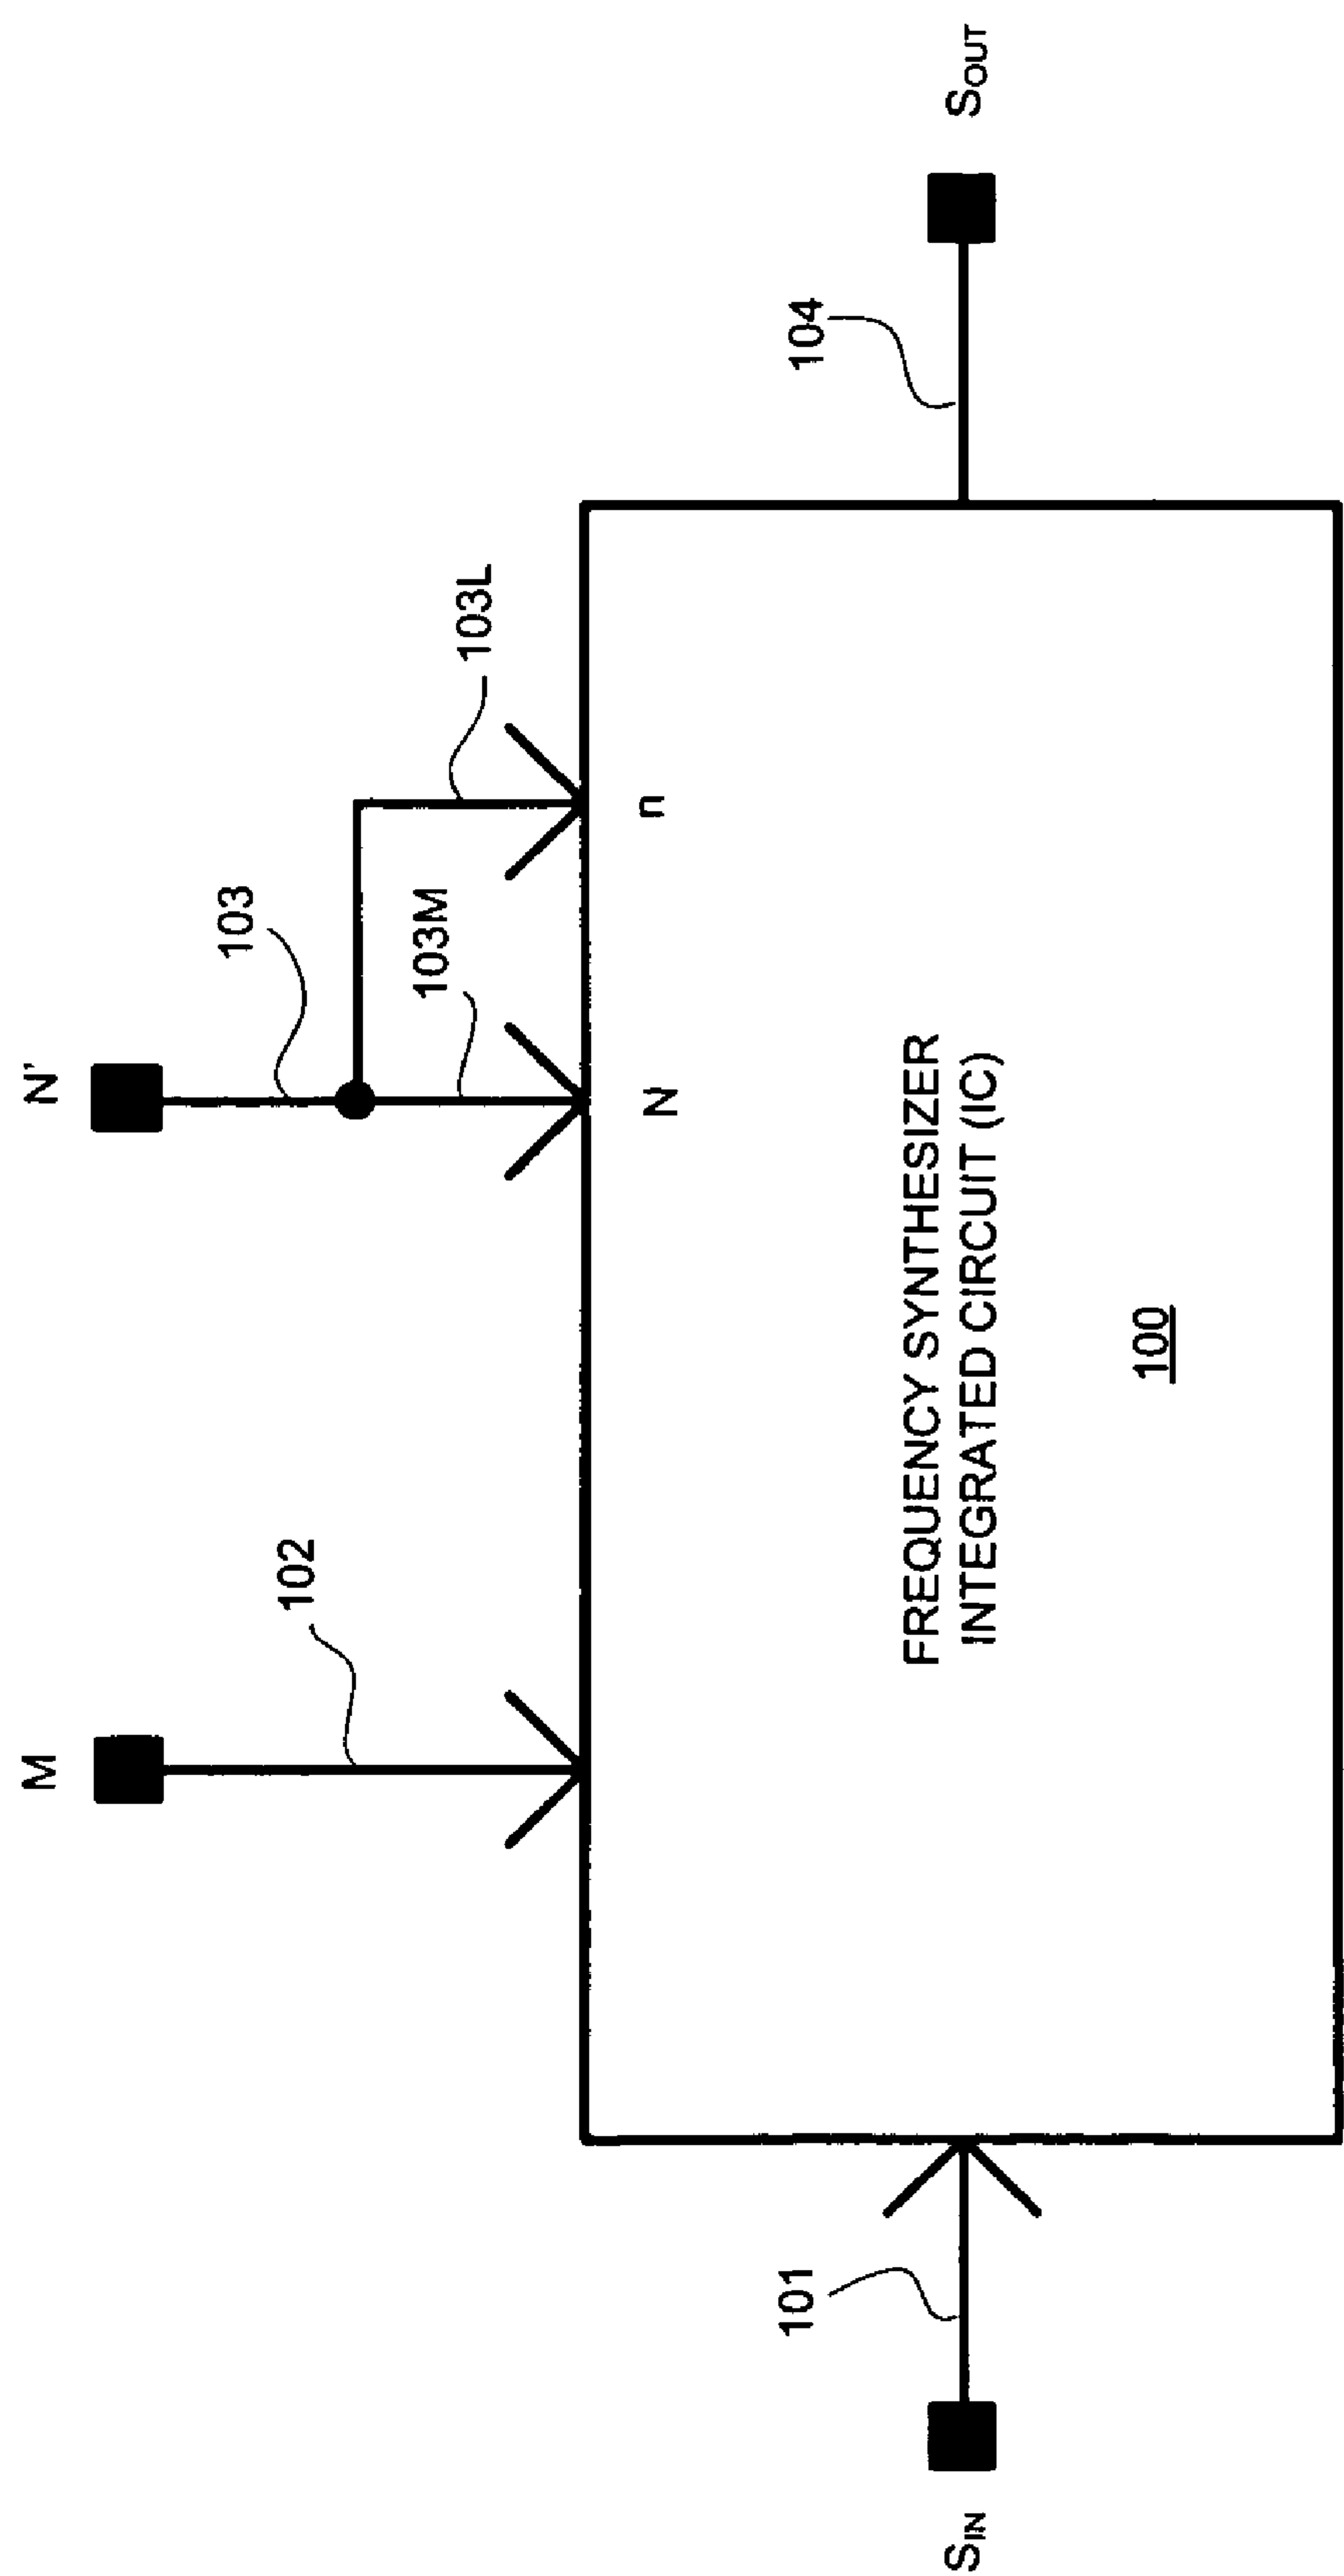 M
N'
102
103
103M
103L
N
n
S_IN
101
104
S_OUT
FREQUENCY SYNTHESIZER
INTEGRATED CIRCUIT (IC)
100